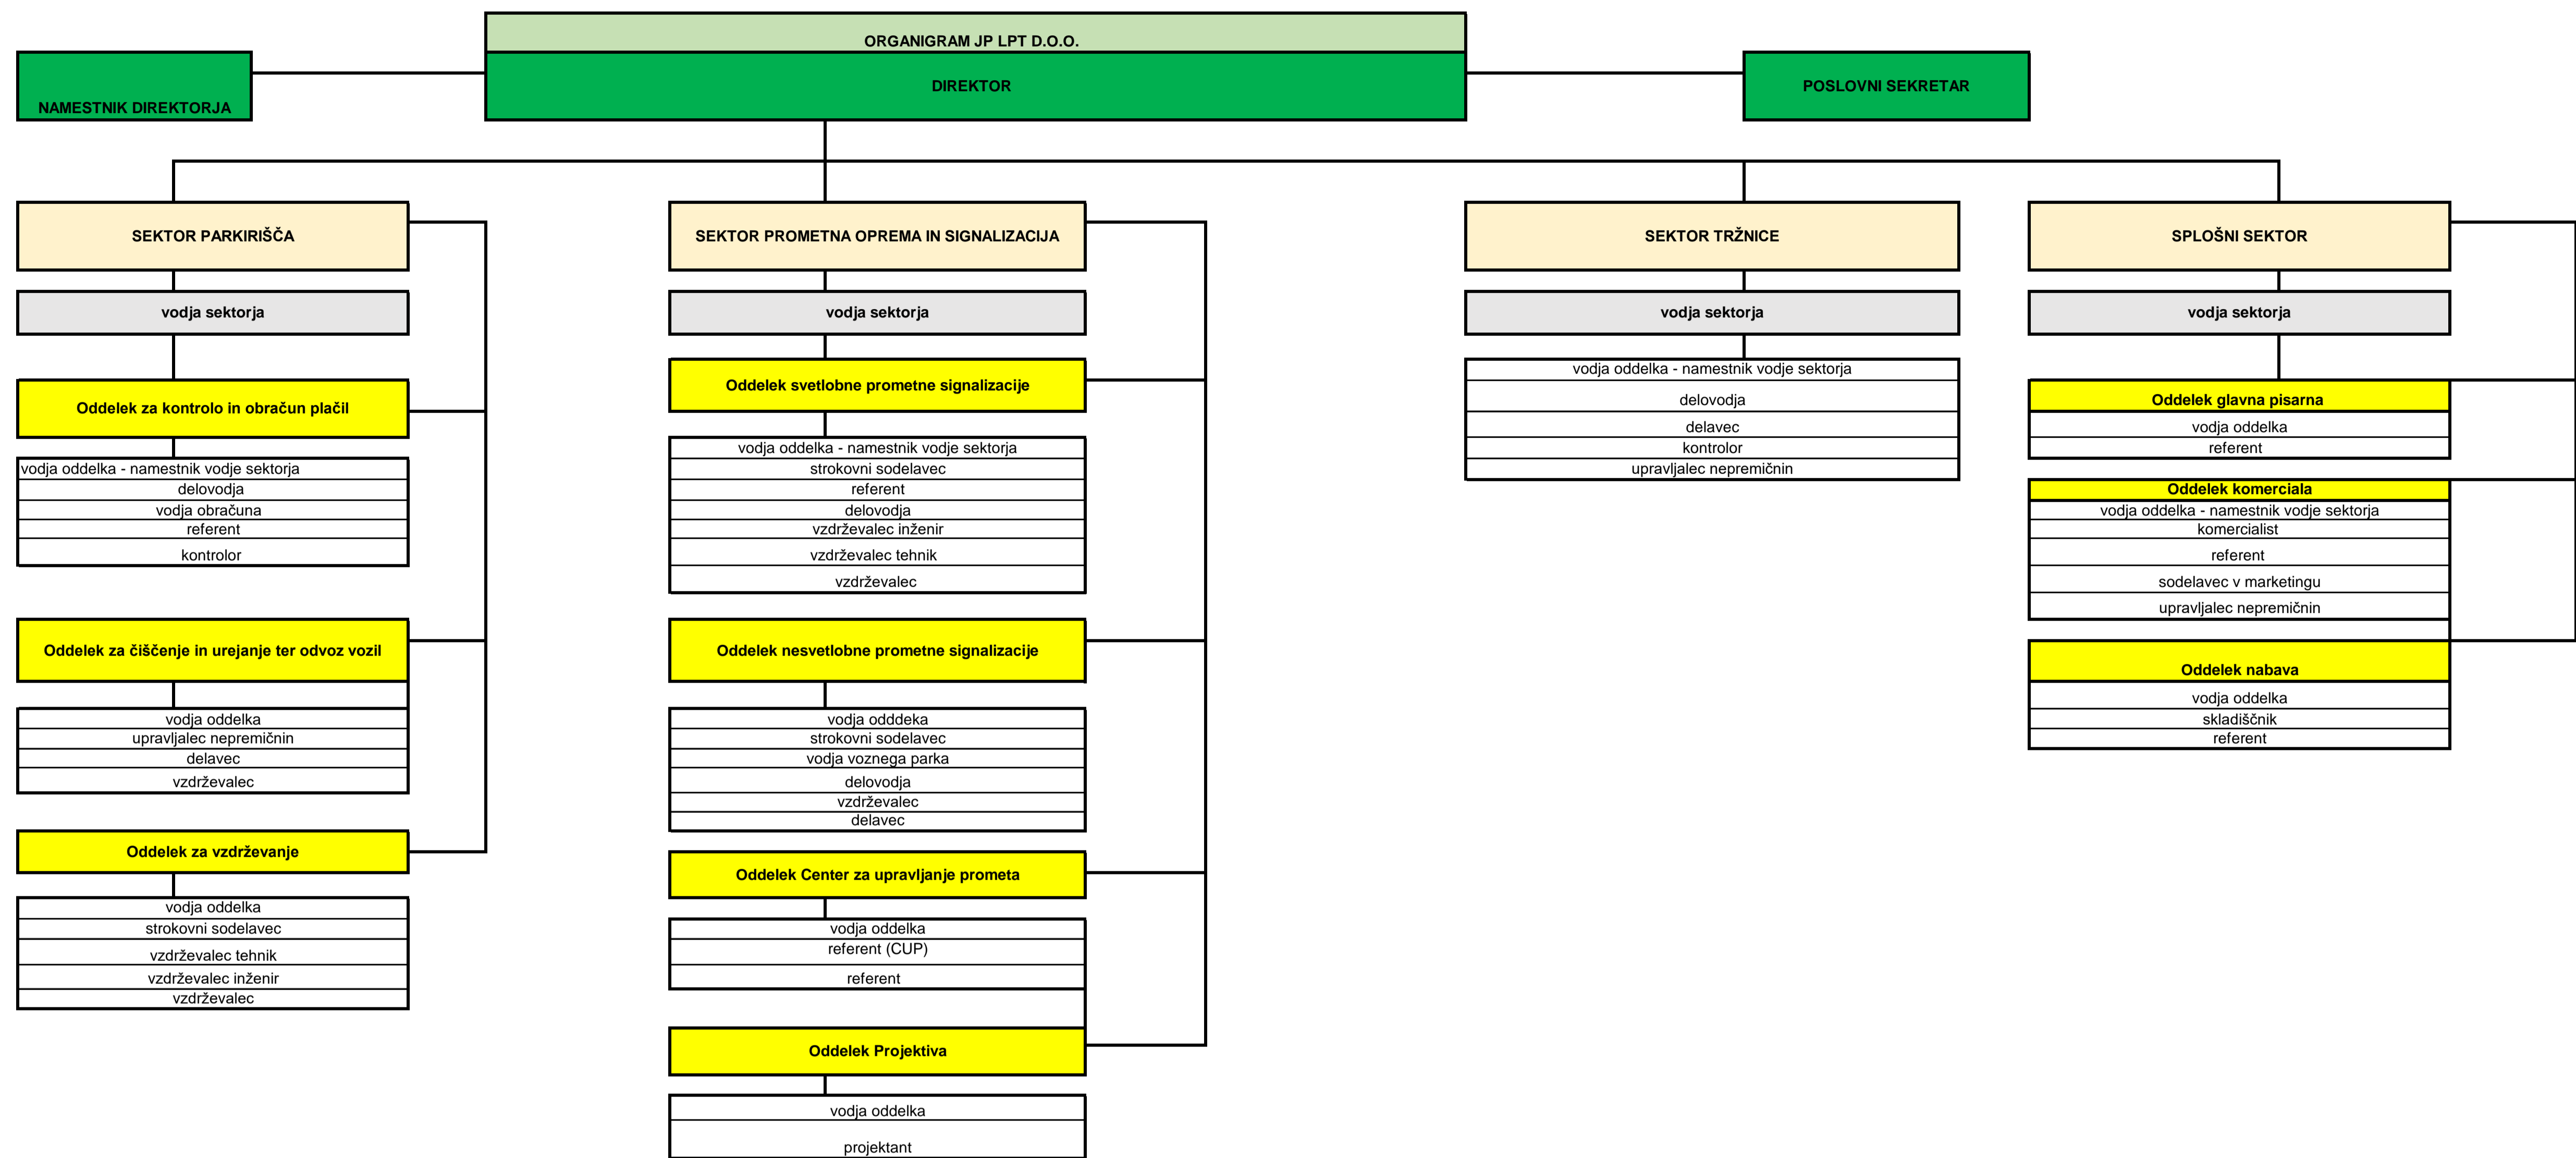 ORGANIGRAM JP LPT D.O.O.
NAMESTNIK DIREKTORJA
DIREKTOR
POSLOVNI SEKRETAR
SEKTOR PARKIRIŠČA
vodja sektorja
Oddelek za kontrolo in obračun plačil
vodja oddelka - namestnik vodje sektorja
delovodja
vodja obračuna
referent
kontrolor
Oddelek za čiščenje in urejanje ter odvoz vozil
vodja oddelka
upravljalec nepremičnin
delavec
vzdrževalec
Oddelek za vzdrževanje
vodja oddelka
strokovni sodelavec
vzdrževalec tehnik
vzdrževalec inženir
vzdrževalec
SEKTOR PROMETNA OPREMA IN SIGNALIZACIJA
vodja sektorja
Oddelek svetlobne prometne signalizacije
vodja oddelka - namestnik vodje sektorja
strokovni sodelavec
referent
delovodja
vzdrževalec inženir
vzdrževalec tehnik
vzdrževalec
Oddelek nesvetlobne prometne signalizacije
vodja odddeka
strokovni sodelavec
vodja voznega parka
delovodja
vzdrževalec
delavec
Oddelek Center za upravljanje prometa
vodja oddelka
referent (CUP)
referent
Oddelek Projektiva
vodja oddelka
projektant
SEKTOR TRŽNICE
vodja sektorja
vodja oddelka - namestnik vodje sektorja
delovodja
delavec
kontrolor
upravljalec nepremičnin
SPLOŠNI SEKTOR
vodja sektorja
Oddelek glavna pisarna
vodja oddelka
referent
Oddelek komerciala
vodja oddelka - namestnik vodje sektorja
komercialist
referent
sodelavec v marketingu
upravljalec nepremičnin
Oddelek nabava
vodja oddelka
skladiščnik
referent